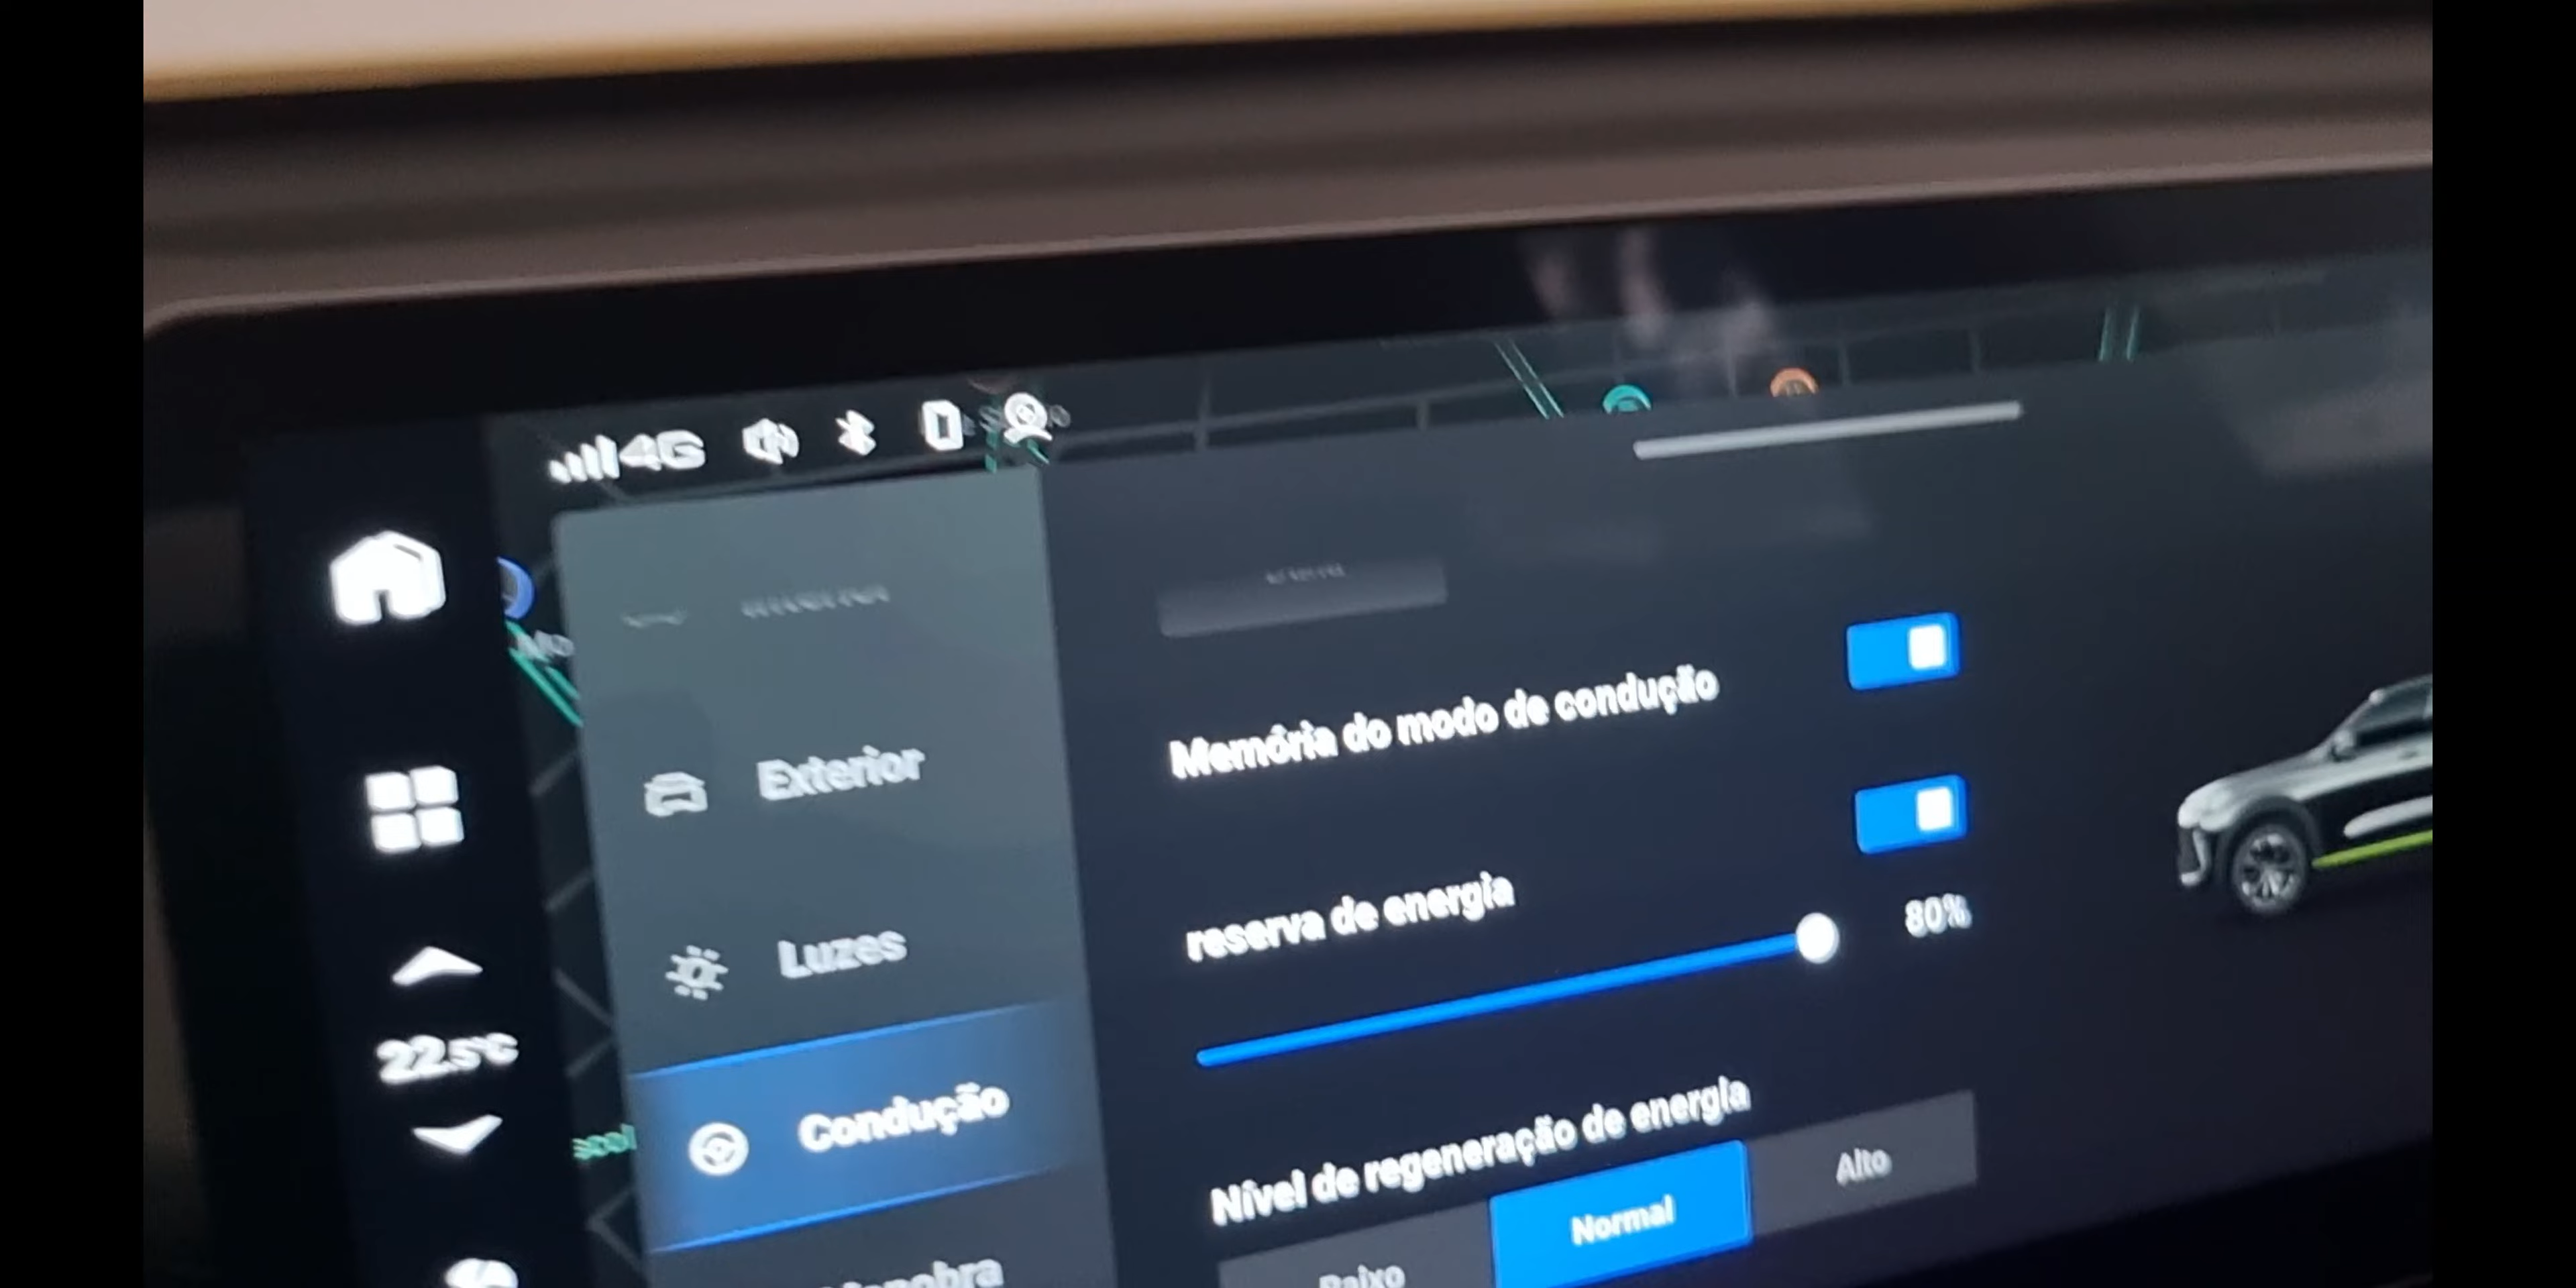 4G
Exterior
Luzes
Condução
22.5°C
Memória do modo de condução
reserva de energia
80%
Nível de regeneração de energia
Baixo
Normal
Alto